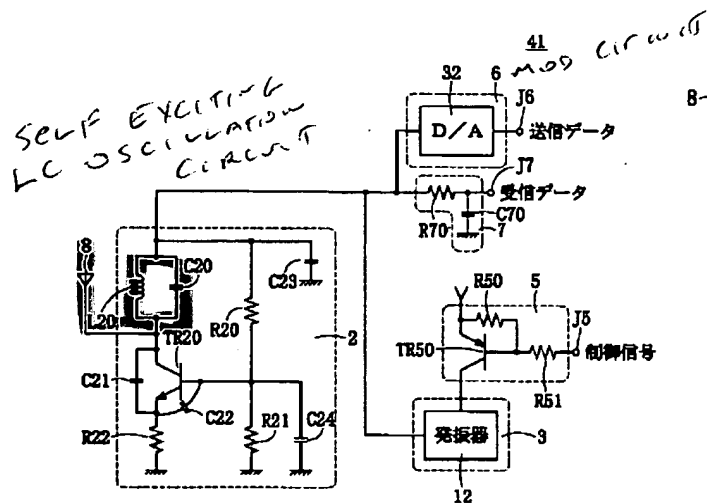 41
MOD CIRCUIT
32
6
J6
8
SELF EXCITING
LC OSCILLATION
CIRCUIT
D/A
送信データ
J7
受信データ
R70
C70
7
8
C20
C23
L20
R20
R50
5
J5
TR20
2
TR50
制御信号
C21
R51
C22
R22
R21
C24
発振器
3
12